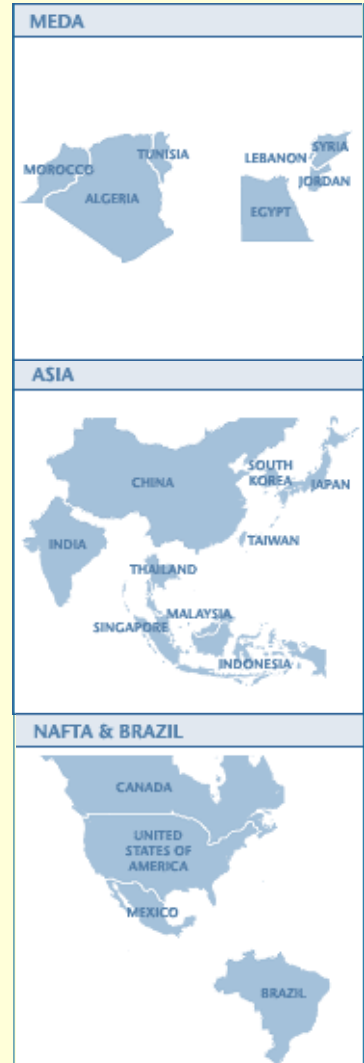 MEDA
TUNISIA
SYRIA
LEBANON
MOROCCO
JORDAN
ALGERIA
EGYPT
ASIA
SOUTH
KOREA
CHINA
JAPAN
INDIA
TAIWAN
THAILAND
MALAYSIA
SINGAPORE
INDONESIA
NAFTA & BRAZIL
CANADA
UNITED
STATES OF
AMERICA
MEXICO
BRAZIL